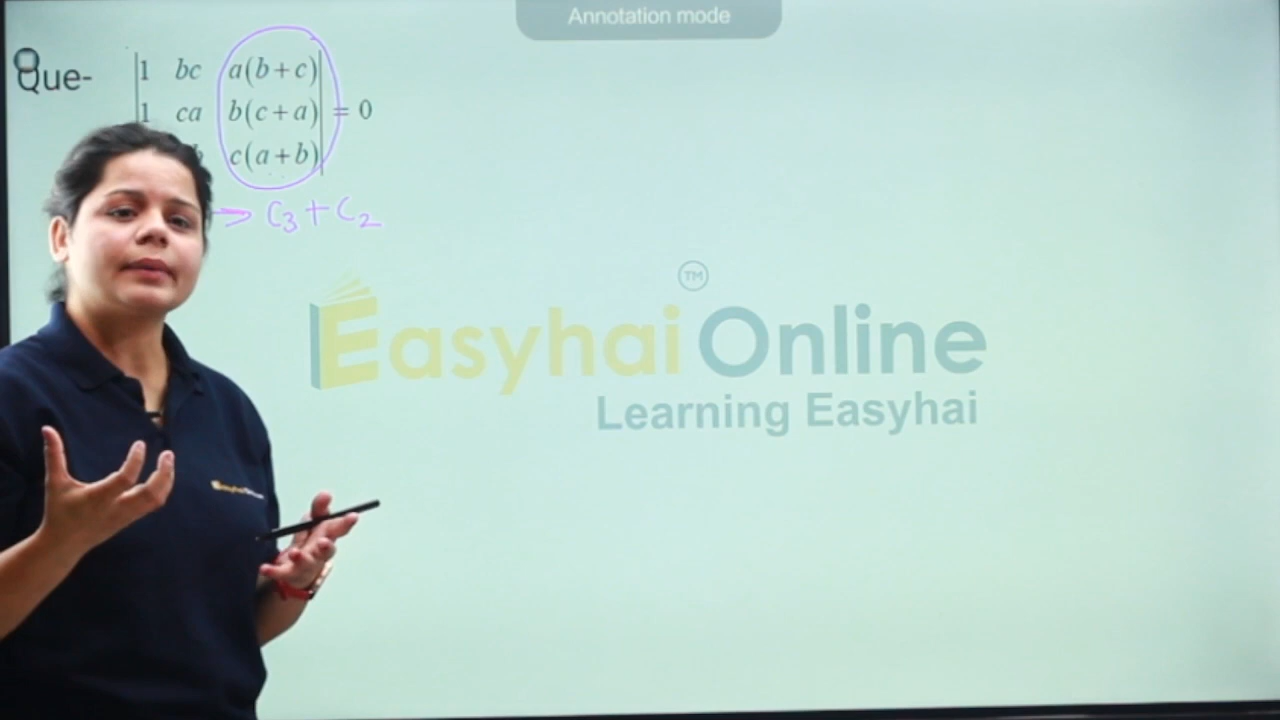 Annotation mode
Que- |1 bc a(b+c)|
|1 ca b(c+a)| = 0
c(a+b)|
→ C₃ + C₂
TM
Easyhai Online
Learning Easyhai